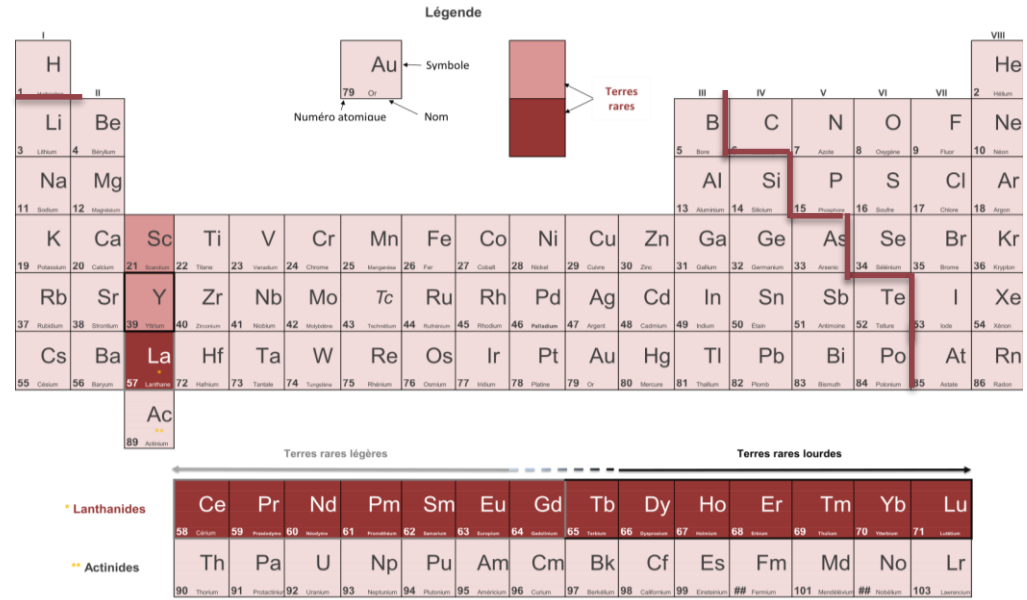 Légende
I
VIII
H
Au
Symbole
He
1
79 Or
Terres rares
2 Hélium
Numéro atomique
Nom
II
III IV V VI VII
Li Be B C N O F Ne
3 Lithium 4 Béryllium 5 Bore 6 7 Azote 8 Oxygène 9 Fluor 10 Néon
Na Mg Al Si P S Cl Ar
11 Sodium 12 Magnésium 13 Aluminium 14 Silicium 15 Phosphore 16 Soufre 17 Chlore 18 Argon
K Ca Sc Ti V Cr Mn Fe Co Ni Cu Zn Ga Ge As Se Br Kr
19 Potassium 20 Calcium 21 Scandium 22 Titane 23 Vanadium 24 Chrome 25 Manganèse 26 Fer 27 Cobalt 28 Nickel 29 Cuivre 30 Zinc 31 Gallium 32 Germanium 33 Arsenic 34 Sélénium 35 Brome 36 Krypton
Rb Sr Y Zr Nb Mo Tc Ru Rh Pd Ag Cd In Sn Sb Te I Xe
37 Rubidium 38 Strontium 39 Yttrium 40 Zirconium 41 Niobium 42 Molybdène 43 Technétium 44 Ruthénium 45 Rhodium 46 Palladium 47 Argent 48 Cadmium 49 Indium 50 Etain 51 Antimoine 52 Tellure 53 Iode 54 Xénon
Cs Ba La Hf Ta W Re Os Ir Pt Au Hg Tl Pb Bi Po At Rn
55 Césium 56 Baryum 57 Lanthane * 72 Hafnium 73 Tantale 74 Tungstène 75 Rhénium 76 Osmium 77 Iridium 78 Platine 79 Or 80 Mercure 81 Thallium 82 Plomb 83 Bismuth 84 Polonium 85 Astate 86 Radon
Ac
**
89 Actinium
Terres rares légères
Terres rares lourdes
* Lanthanides
Ce Pr Nd Pm Sm Eu Gd Tb Dy Ho Er Tm Yb Lu
58 Cérium 59 60 Néodyme 61 Prométhium 62 Samarium 63 Europium 64 Gadolinium 65 Terbium 66 Dysprosium 67 Holmium 68 Erbium 69 Thulium 70 Ytterbium 71 Lutétium
** Actinides
Th Pa U Np Pu Am Cm Bk Cf Es Fm Md No Lr
90 Thorium 91 Protactinium 92 Uranium 93 Neptunium 94 Plutonium 95 Américium 96 Curium 97 Berkélium 98 Californium 99 Einsteinium ## Fermium 101 Mendélévium ## Nobélium 103 Lawrencium